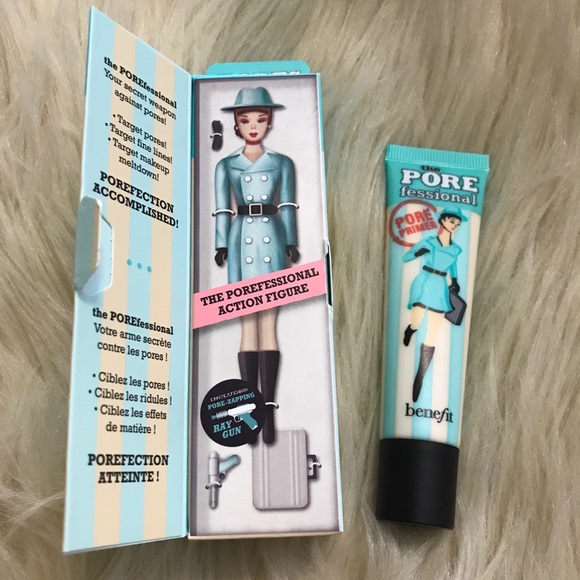 the POREfessional
Your secret weapon
against pores!
• Target pores!
• Target fine lines!
• Target makeup
meltdown!
POREFECTION
ACCOMPLISHED!
the POREfessional
Votre arme secrète
contre les pores !
• Ciblez les pores !
• Ciblez les ridules !
• Ciblez les effets
de matière !
POREFECTION
ATTEINTE !
THE POREFESSIONAL
ACTION FIGURE
INCLUDES
PORE-ZAPPING
RAY
GUN
the
PORE
fessional
PORE
PRIMER
benefit